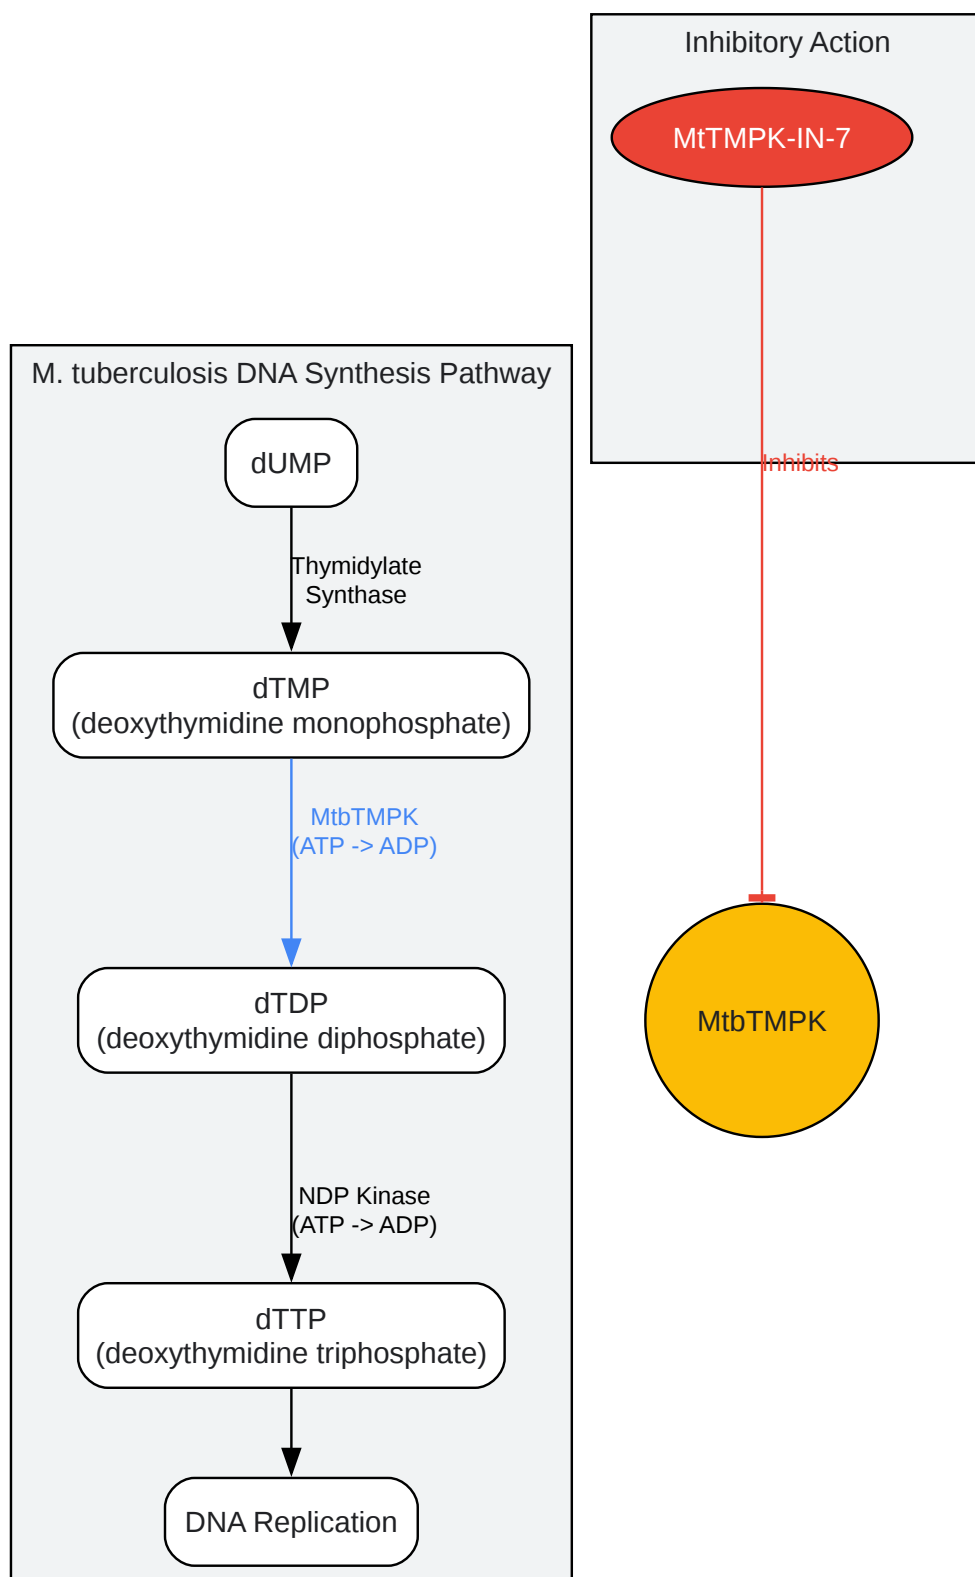 Inhibitory Action
MtTMPK-IN-7
Inhibits
MtbTMPK
M. tuberculosis DNA Synthesis Pathway
dUMP
Thymidylate
Synthase
dTMP
(deoxythymidine monophosphate)
MtbTMPK
(ATP -> ADP)
dTDP
(deoxythymidine diphosphate)
NDP Kinase
(ATP -> ADP)
dTTP
(deoxythymidine triphosphate)
DNA Replication